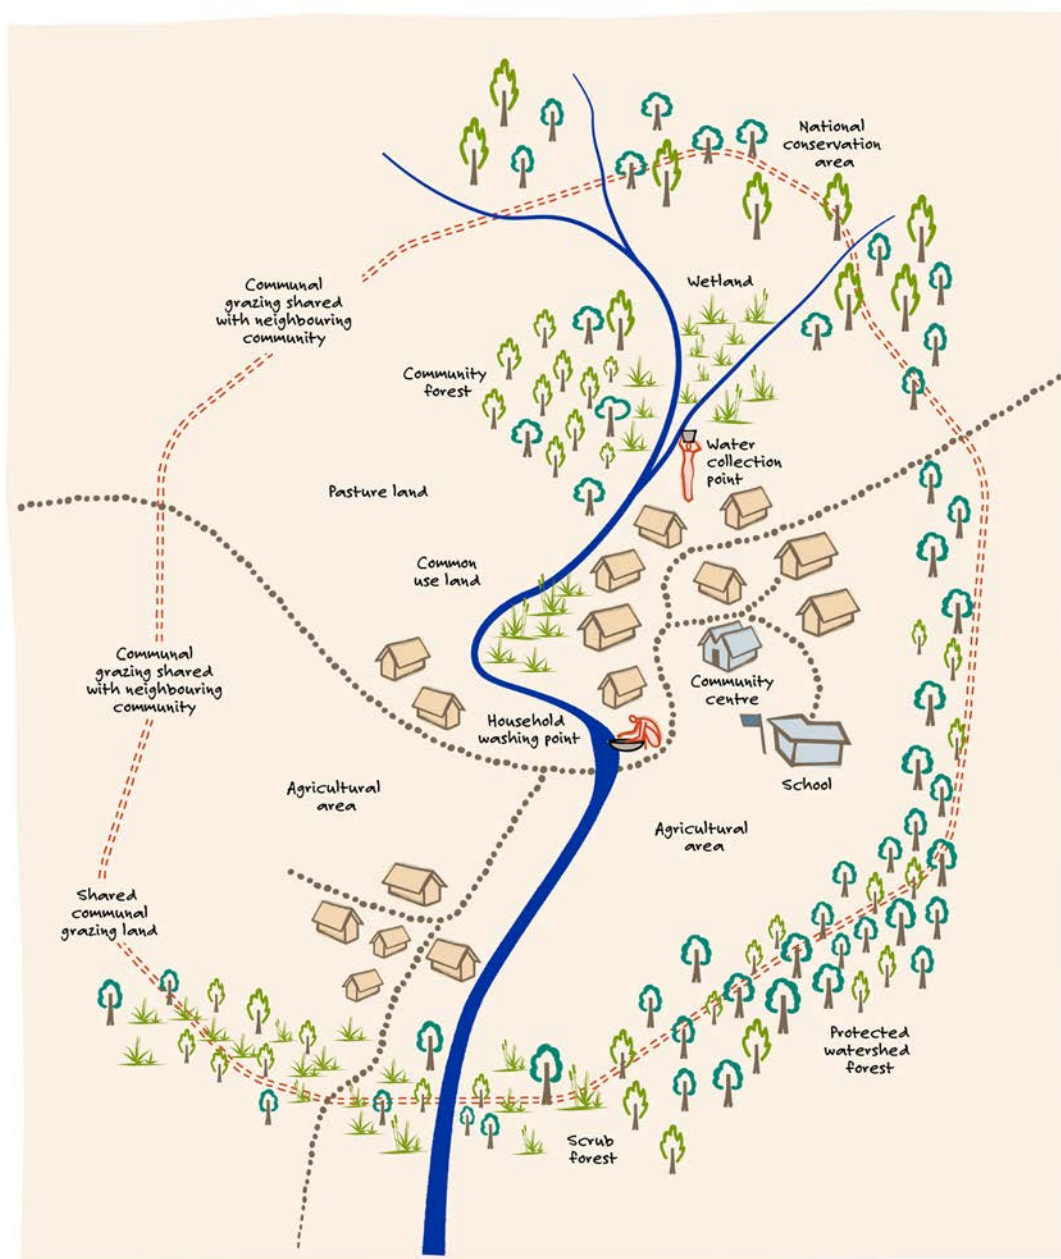 National
conservation
area
Communal
grazing shared
with neighbouring
community
Wetland
Community
forest
Water
collection
point
Pasture land
Common
use land
Communal
grazing shared
with neighbouring
community
Community
centre
Household
washing point
School
Agricultural
area
Agricultural
area
Shared
communal
grazing land
Protected
watershed
forest
Scrub
forest